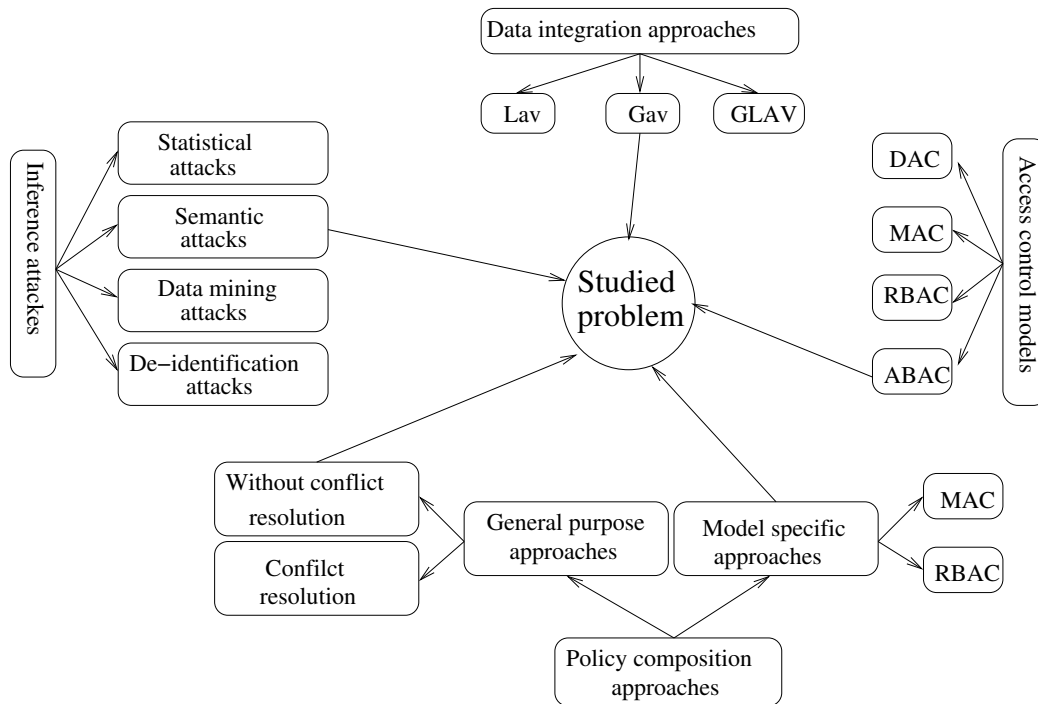 Data integration approaches
Lav
Gav
GLAV
Inference attackes
Statistical
attacks
Semantic
attacks
Data mining
attacks
De-identification
attacks
Studied
problem
DAC
MAC
RBAC
ABAC
Access control models
Without conflict
resolution
Confilct
resolution
General purpose
approaches
Model specific
approaches
MAC
RBAC
Policy composition
approaches